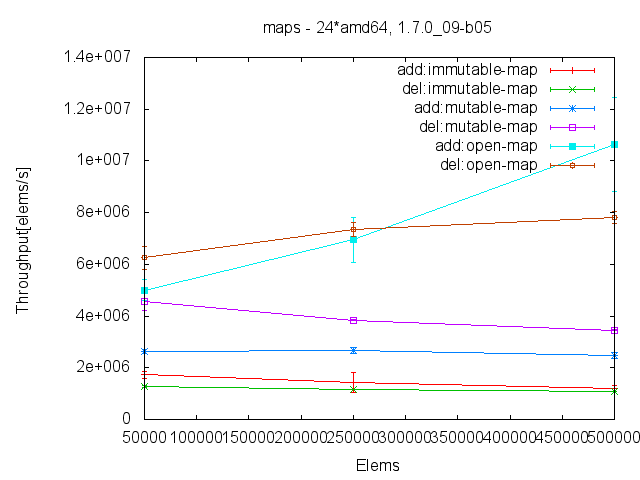 maps - 24*amd64, 1.7.0_09-b05
1.4e+007
1.2e+007
1e+007
8e+006
6e+006
4e+006
2e+006
0
Throughput[elems/s]
add:immutable-map
del:immutable-map
add:mutable-map
del:mutable-map
add:open-map
del:open-map
50000 100000 150000 200000 250000 300000 350000 400000 450000 500000
Elems